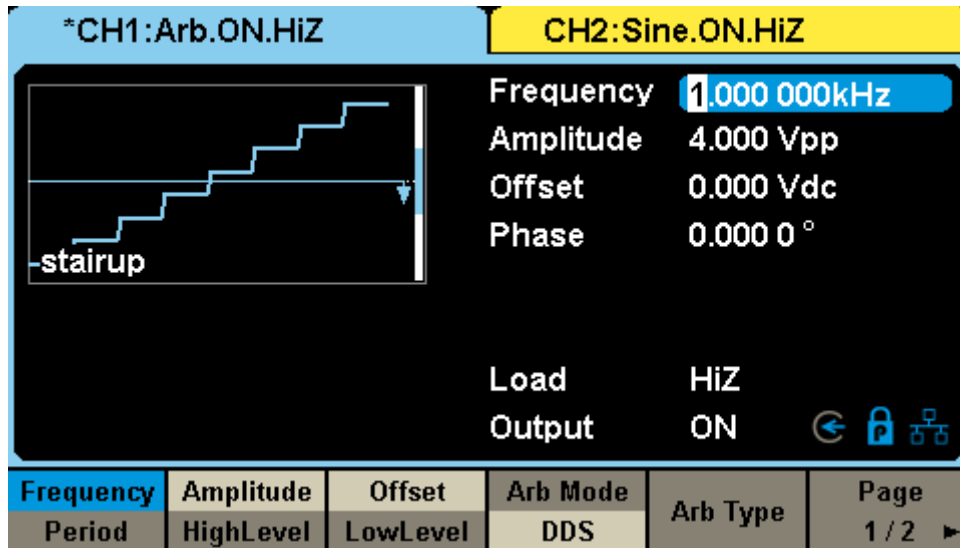 *CH1:Arb.ON.HiZ
CH2:Sine.ON.HiZ
Frequency 1.000 000kHz
Amplitude 4.000 Vpp
Offset 0.000 Vdc
Phase 0.000 0 °
stairup
Load HiZ
Output ON
P
Frequency Amplitude Offset Arb Mode Arb Type Page
Period HighLevel LowLevel DDS 1 / 2